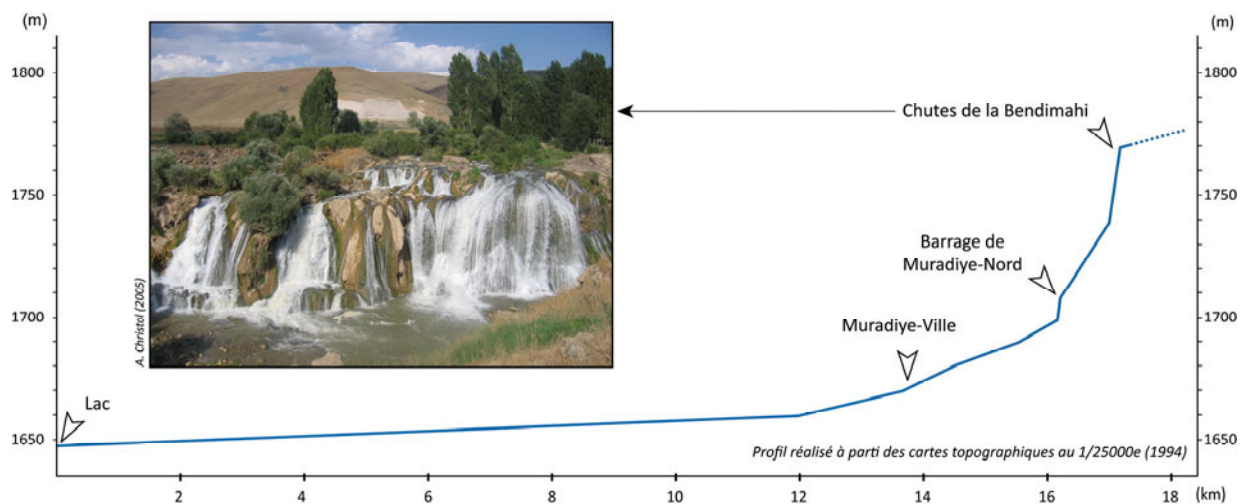 (m)
(m)
1800
1800
Chutes de la Bendimahi
1750
1750
Barrage de
Muradiye-Nord
A. Christol (2005)
1700
Muradiye-Ville
1700
Lac
1650
1650
Profil réalisé à parti des cartes topographiques au 1/25000e (1994)
2
4
6
8
10
12
14
16
18
(km)